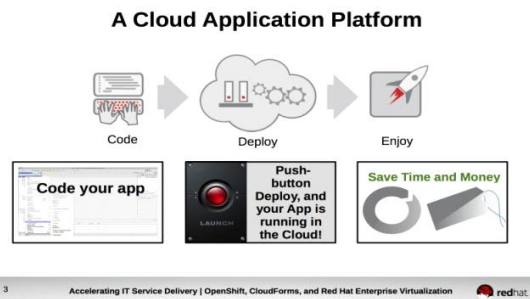 A Cloud Application Platform
Code
Deploy
Enjoy
Code your app
Push-
button
Deploy, and
your App is
running in
the Cloud!
LAUNCH
Save Time and Money
3
Accelerating IT Service Delivery | OpenShift, CloudForms, and Red Hat Enterprise Virtualization
redhat